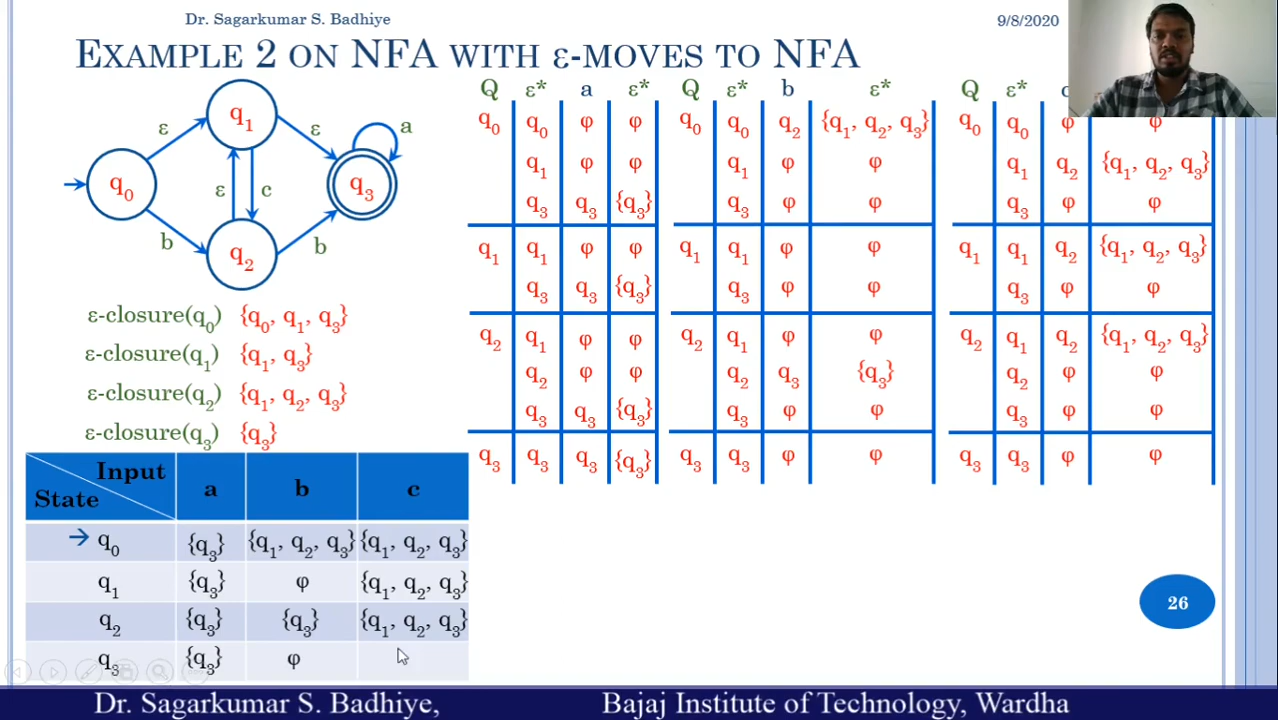 Dr. Sagarkumar S. Badhiye
9/8/2020
EXAMPLE 2 ON NFA WITH ε-MOVES TO NFA
q0 q1 q2 q3
ε ε a
ε c
b b
ε-closure(q0) {q0, q1, q3}
ε-closure(q1) {q1, q3}
ε-closure(q2) {q1, q2, q3}
ε-closure(q3) {q3}
Q ε* a ε*
q0 q0 φ φ
q1 φ φ
q3 q3 {q3}
q1 q1 φ φ
q3 q3 {q3}
q2 q1 φ φ
q2 φ φ
q3 q3 {q3}
q3 q3 q3 {q3}
Q ε* b ε*
q0 q0 q2 {q1, q2, q3}
q1 φ φ
q3 φ φ
q1 q1 φ φ
q3 φ φ
q2 q1 φ φ
q2 q3 {q3}
q3 φ φ
q3 q3 φ φ
Q ε*
q0 q0 φ φ
q1 q2 {q1, q2, q3}
q3 φ φ
q1 q1 q2 {q1, q2, q3}
q3 φ φ
q2 q1 q2 {q1, q2, q3}
q2 φ φ
q3 φ φ
q3 q3 φ φ
Input
State a b c
→ q0 {q3} {q1, q2, q3} {q1, q2, q3}
q1 {q3} φ {q1, q2, q3}
q2 {q3} {q3} {q1, q2, q3}
q3 {q3} φ
26
Dr. Sagarkumar S. Badhiye, Bajaj Institute of Technology, Wardha